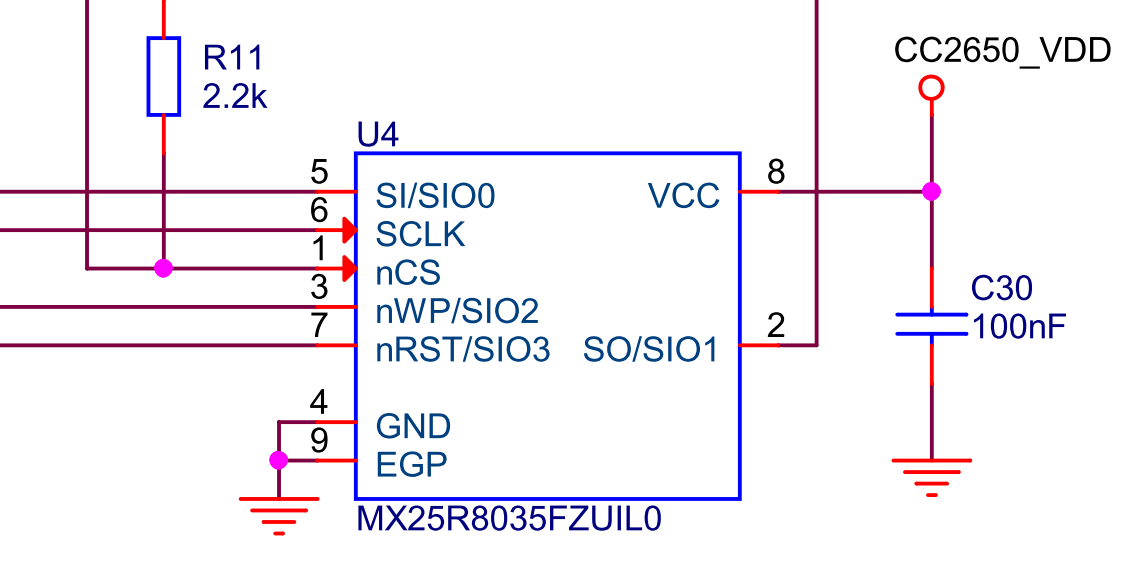 R11
2.2k
CC2650_VDD
U4
5
SI/SIO0
VCC
8
6
SCLK
1
nCS
3
nWP/SIO2
7
nRST/SIO3
SO/SIO1
2
C30
100nF
4
GND
9
EGP
MX25R8035FZUIL0